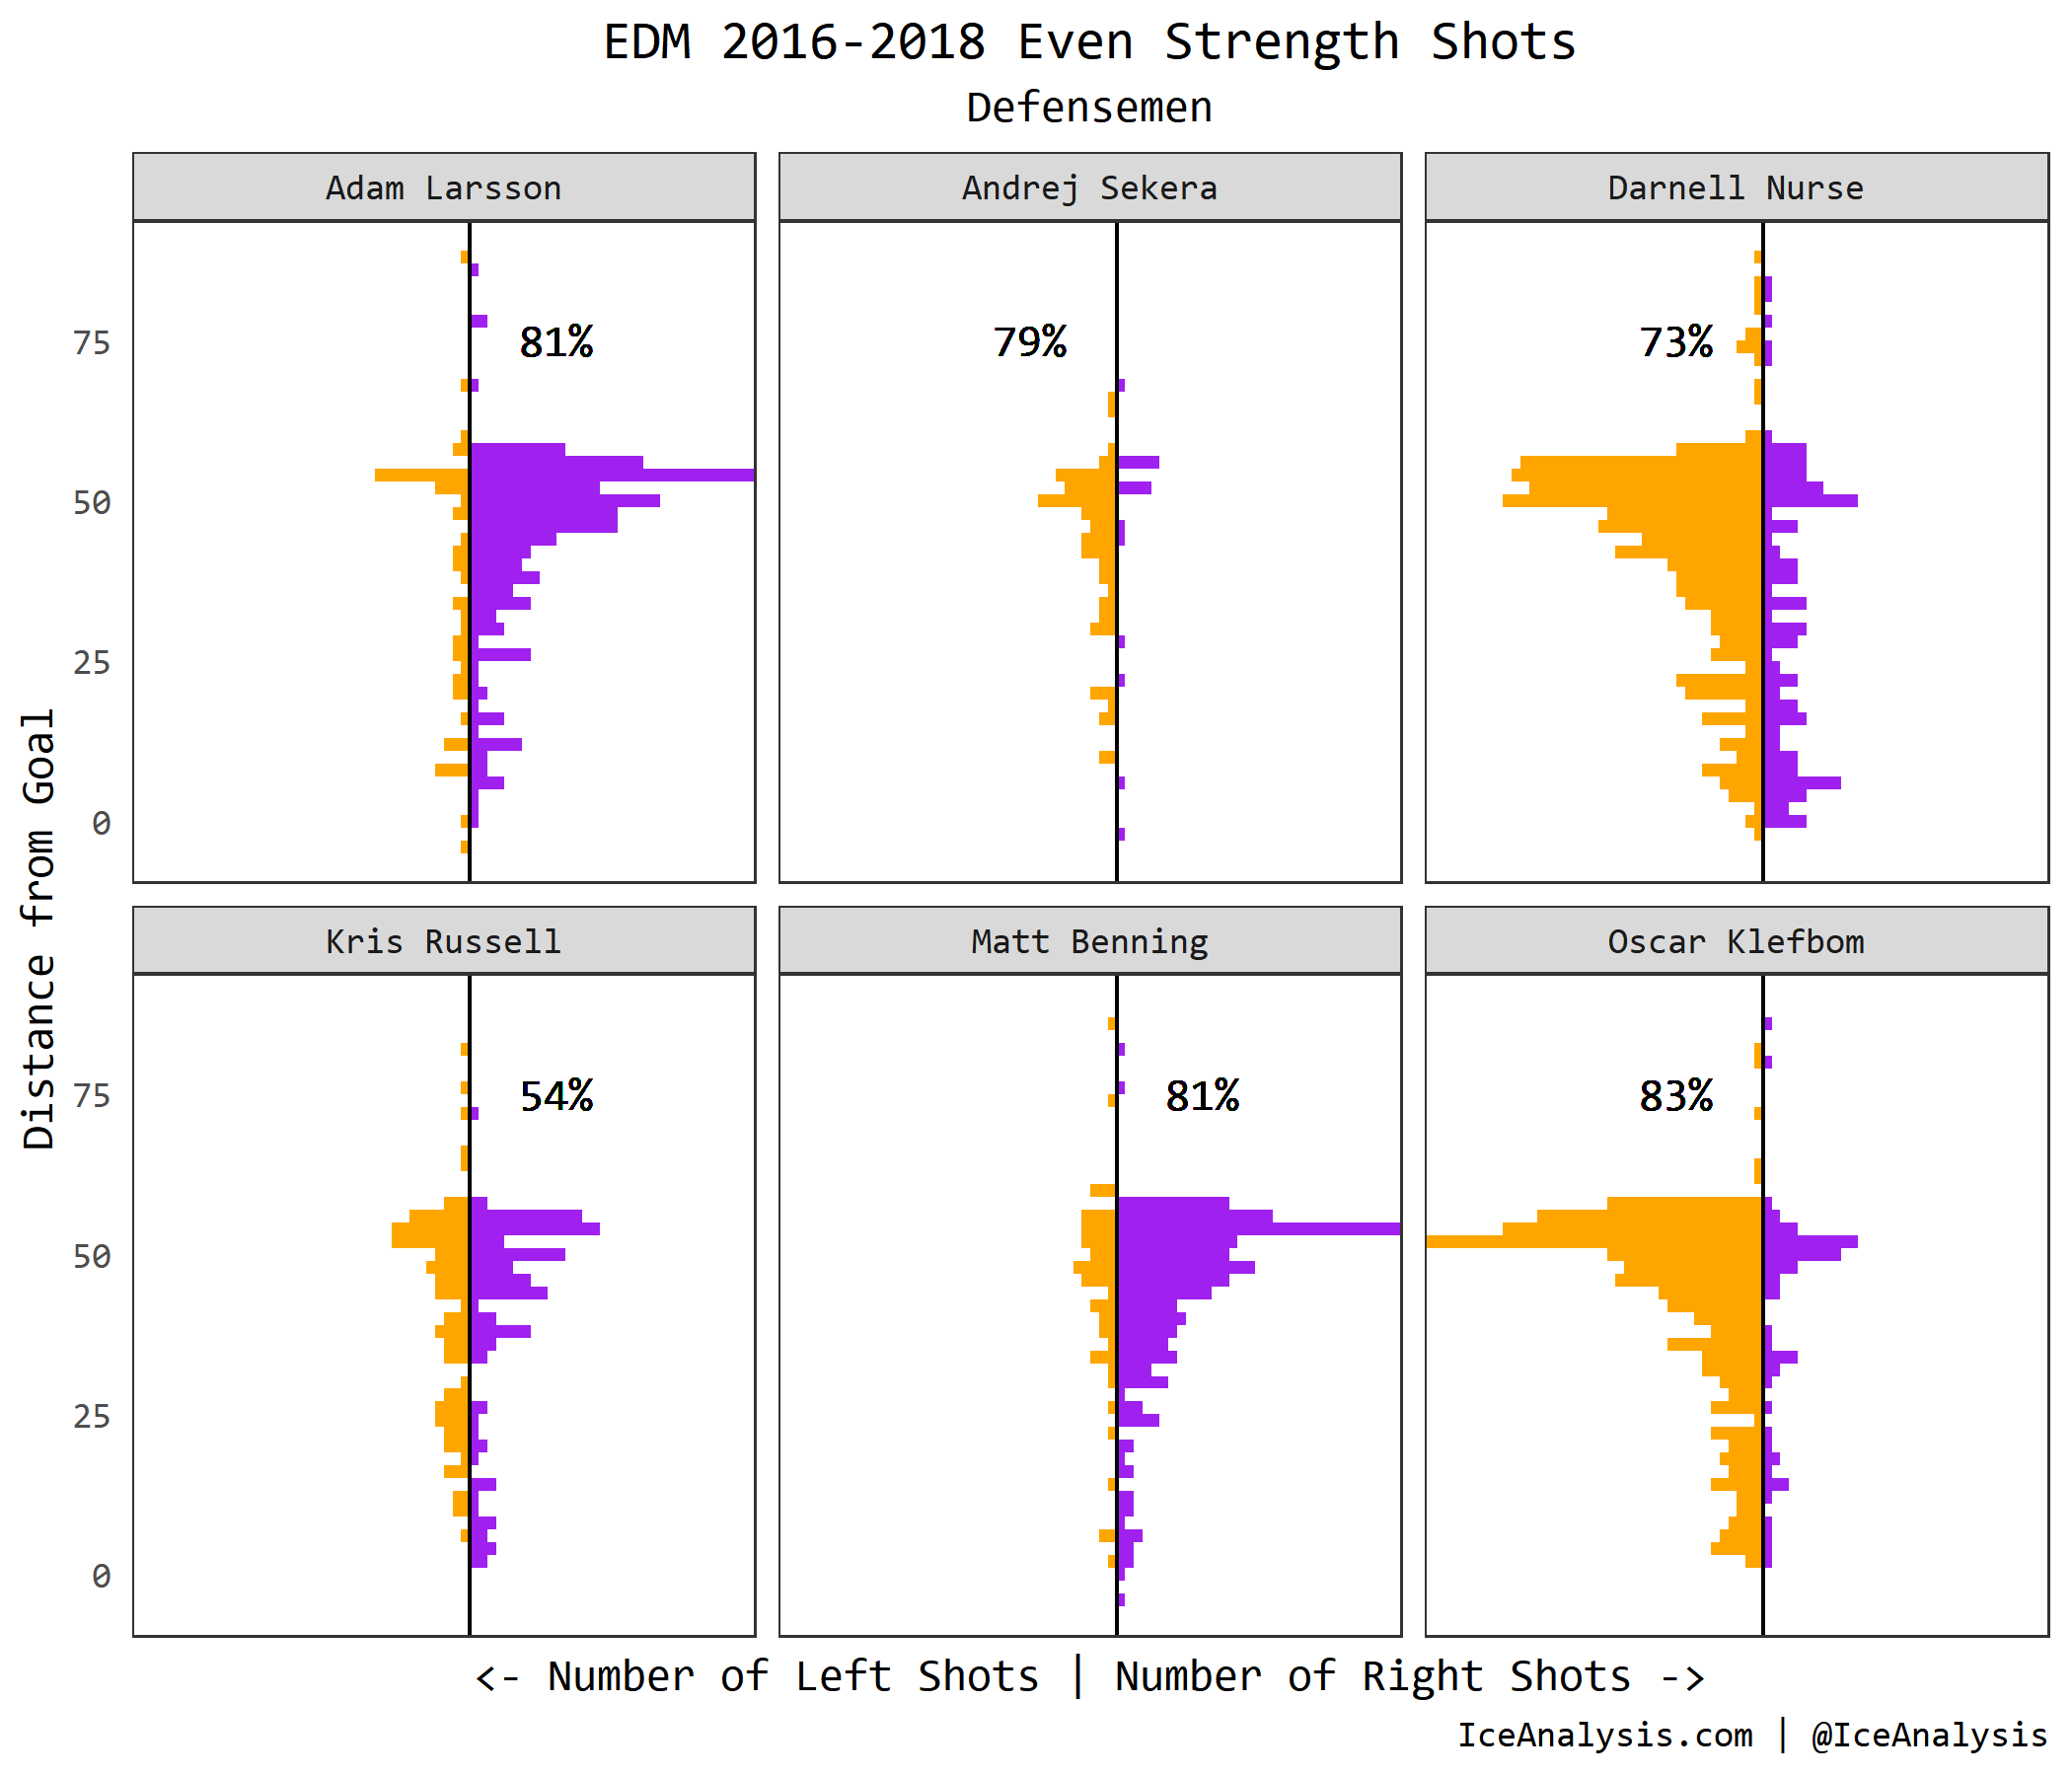 EDM 2016-2018 Even Strength Shots
Defensemen
Adam Larsson
Andrej Sekera
Darnell Nurse
81%
79%
73%
75
50
25
0
Kris Russell
Matt Benning
Oscar Klefbom
54%
81%
83%
75
50
25
0
Distance from Goal
<- Number of Left Shots | Number of Right Shots ->
IceAnalysis.com | @IceAnalysis